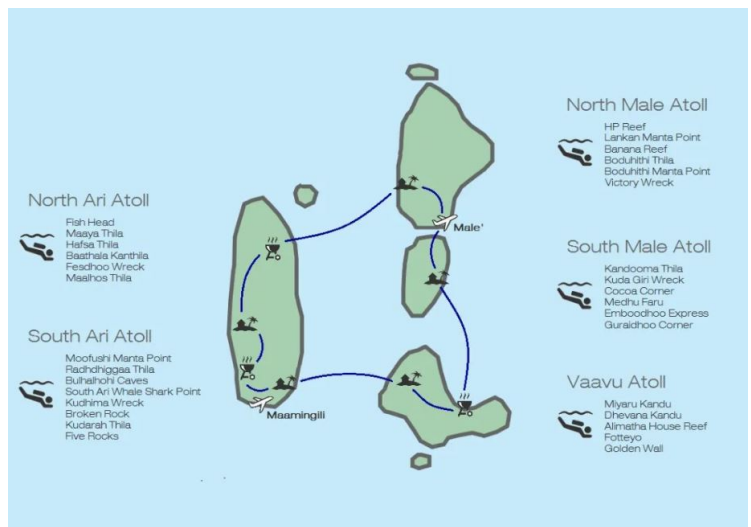 North Male Atoll
HP Reef
Lankan Manta Point
Banana Reef
Boduhithi Thila
Boduhithi Manta Point
Victory Wreck
North Ari Atoll
Fish Head
Maaya Thila
Hafsa Thila
Baathala Kanthila
Fesdhoo Wreck
Maalhos Thila
Male'
South Male Atoll
Kandooma Thila
Kuda Giri Wreck
Cocoa Corner
Medhu Faru
Emboodhoo Express
Guraidhoo Corner
South Ari Atoll
Moofushi Manta Point
Radhdhiggaa Thila
Bulhalhohi Caves
South Ari Whale Shark Point
Kudhima Wreck
Broken Rock
Kudarah Thila
Five Rocks
Maamingili
Vaavu Atoll
Miyaru Kandu
Dhevana Kandu
Alimatha House Reef
Fotteyo
Golden Wall